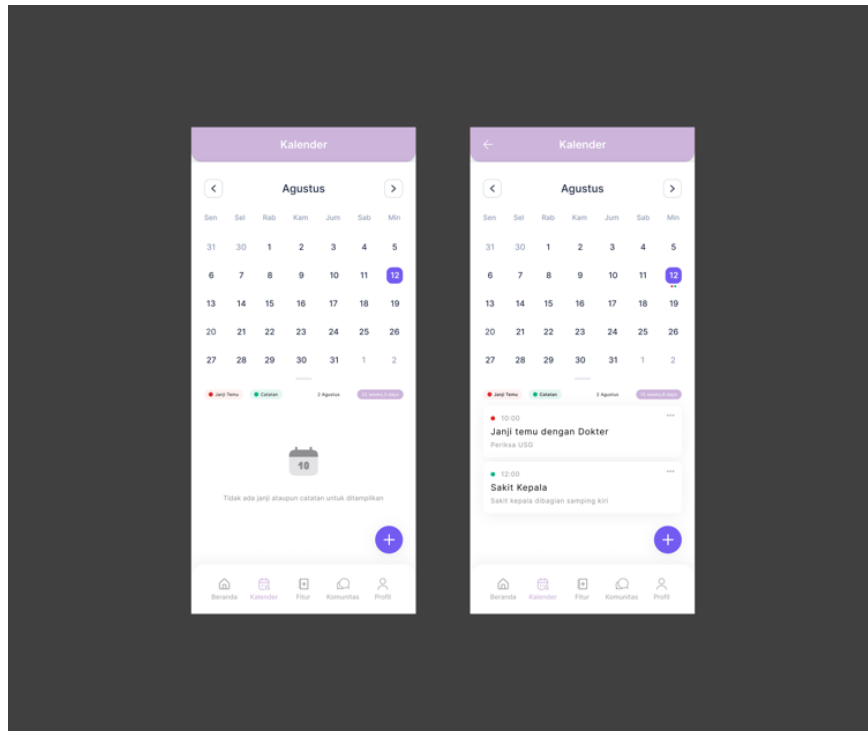 Kalender
Agustus
Sen Sel Rab Kam Jum Sab Min
31 30 1 2 3 4 5
6 7 8 9 10 11 12
13 14 15 16 17 18 19
20 21 22 23 24 25 26
27 28 29 30 31 1 2
Janji Temu Catatan 2 Agustus
10
Tidak ada janji ataupun catatan untuk ditampilkan
Beranda Kalender Fitur Komunitas Profil
Kalender
Agustus
Sen Sel Rab Kam Jum Sab Min
31 30 1 2 3 4 5
6 7 8 9 10 11 12
13 14 15 16 17 18 19
20 21 22 23 24 25 26
27 28 29 30 31 1 2
Janji Temu Catatan 2 Agustus
10:00
Janji temu dengan Dokter
Periksa USG
12:00
Sakit Kepala
Sakit kepala dibagian samping kiri
Beranda Kalender Fitur Komunitas Profil